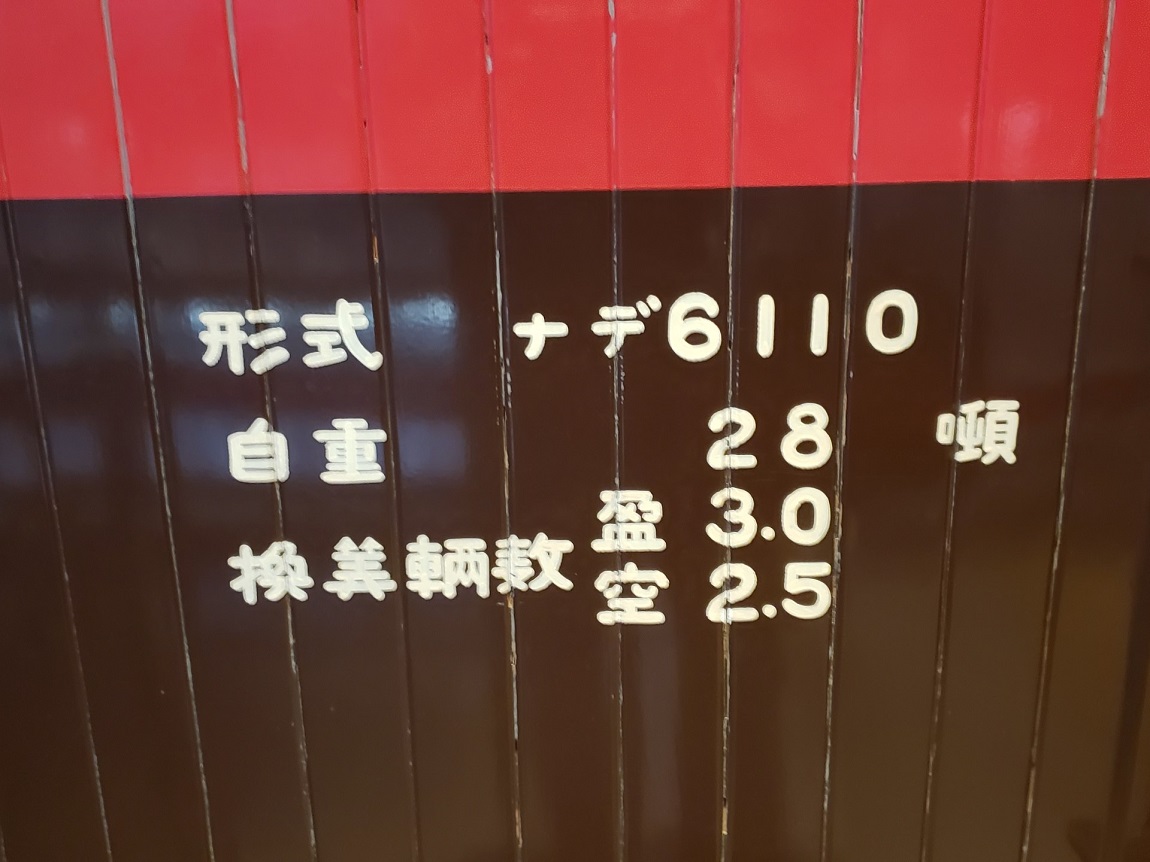 形式 ナデ6110
自重 28 噸
換算輛数 盈 3.0
空 2.5